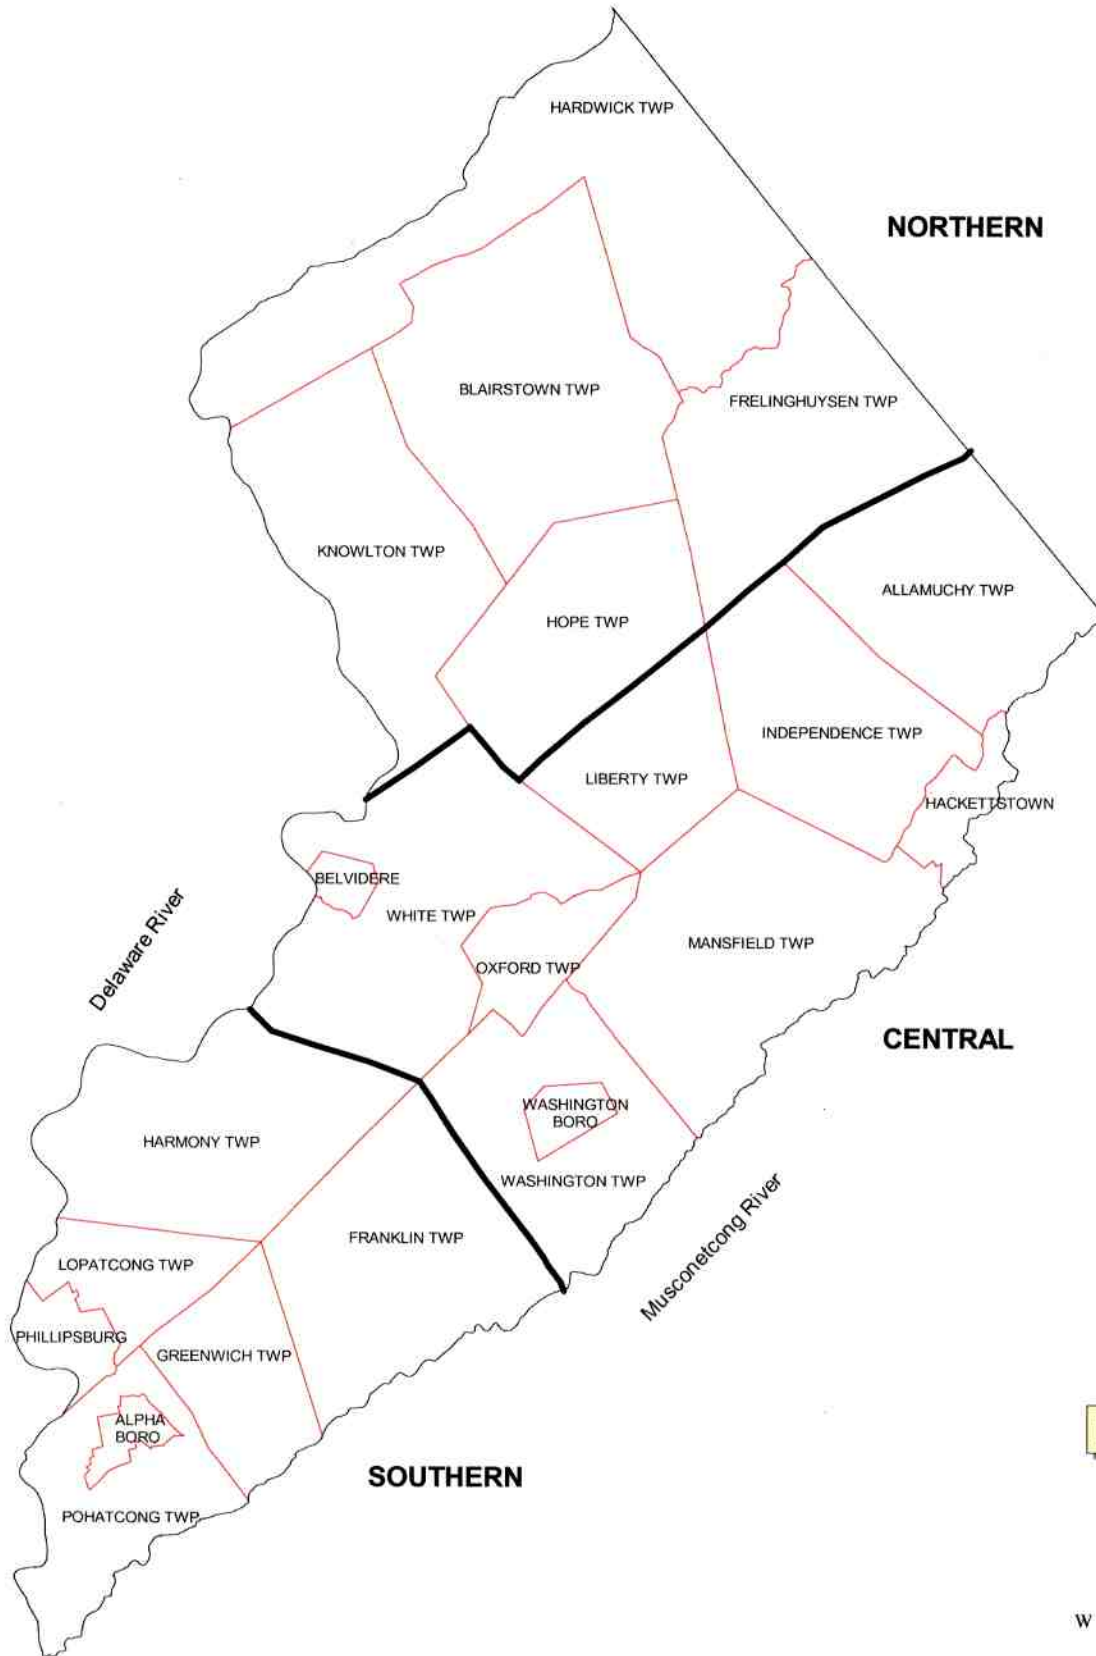 HARDWICK TWP
NORTHERN
BLAIRSTOWN TWP
FRELINGHUYSEN TWP
KNOWLTON TWP
ALLAMUCHY TWP
HOPE TWP
INDEPENDENCE TWP
LIBERTY TWP
HACKETTSTOWN
BELVIDERE
WHITE TWP
Delaware River
MANSFIELD TWP
OXFORD TWP
CENTRAL
WASHINGTON
BORO
HARMONY TWP
WASHINGTON TWP
FRANKLIN TWP
Musconetcong River
LOPATCONG TWP
PHILLIPSBURG
GREENWICH TWP
ALPHA
BORO
SOUTHERN
POHATCONG TWP
W